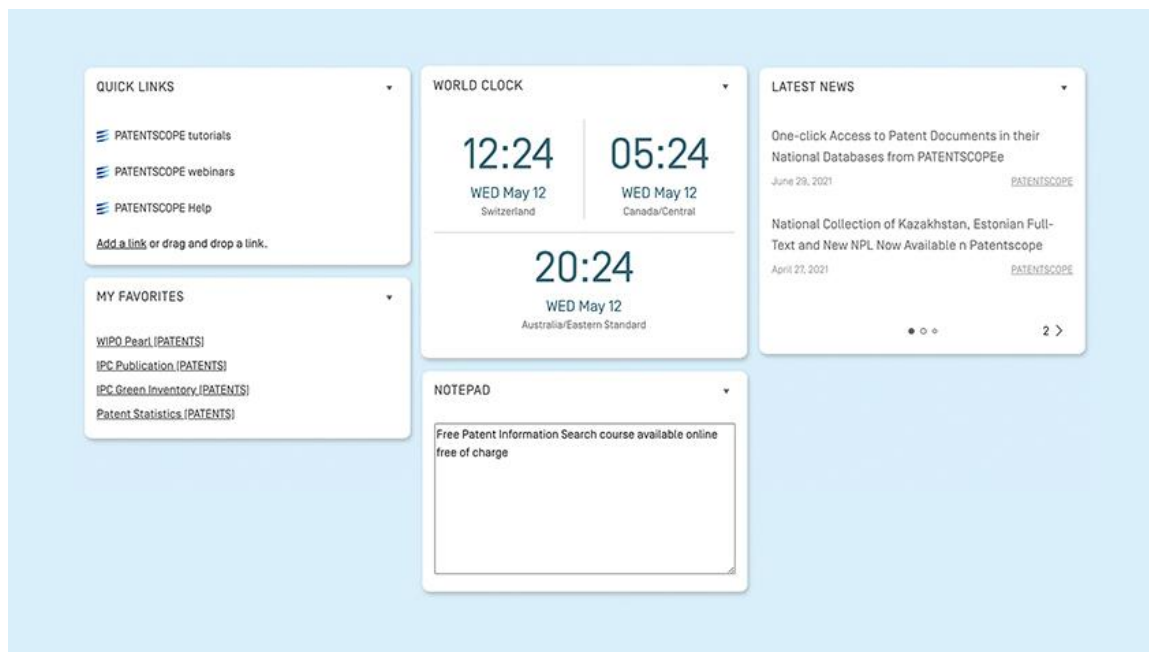 QUICK LINKS
PATENTSCOPE tutorials
PATENTSCOPE webinars
PATENTSCOPE Help
Add a link or drag and drop a link.
MY FAVORITES
WIPO Pearl [PATENTS]
IPC Publication [PATENTS]
IPC Green Inventory [PATENTS]
Patent Statistics [PATENTS]
WORLD CLOCK
12:24
WED May 12
Switzerland
05:24
WED May 12
Canada/Central
20:24
WED May 12
Australia/Eastern Standard
NOTEPAD
Free Patent Information Search course available online
free of charge
LATEST NEWS
One-click Access to Patent Documents in their
National Databases from PATENTSCOPEe
June 29, 2021 PATENTSCOPE
National Collection of Kazakhstan, Estonian Full-
Text and New NPL Now Available n Patentscope
April 27, 2021 PATENTSCOPE
2 >